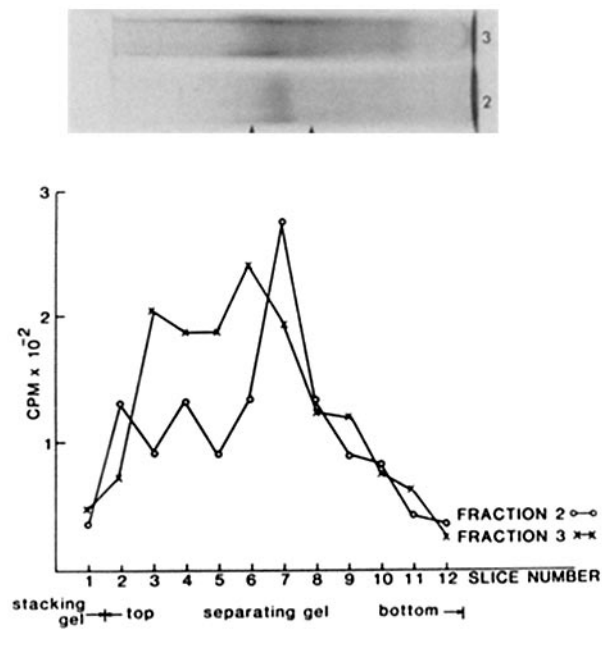 3
2
3
2
1
CPM x 10⁻²
FRACTION 2 o—o
FRACTION 3 x—x
1 2 3 4 5 6 7 8 9 10 11 12 SLICE NUMBER
stacking gel
top
separating gel
bottom